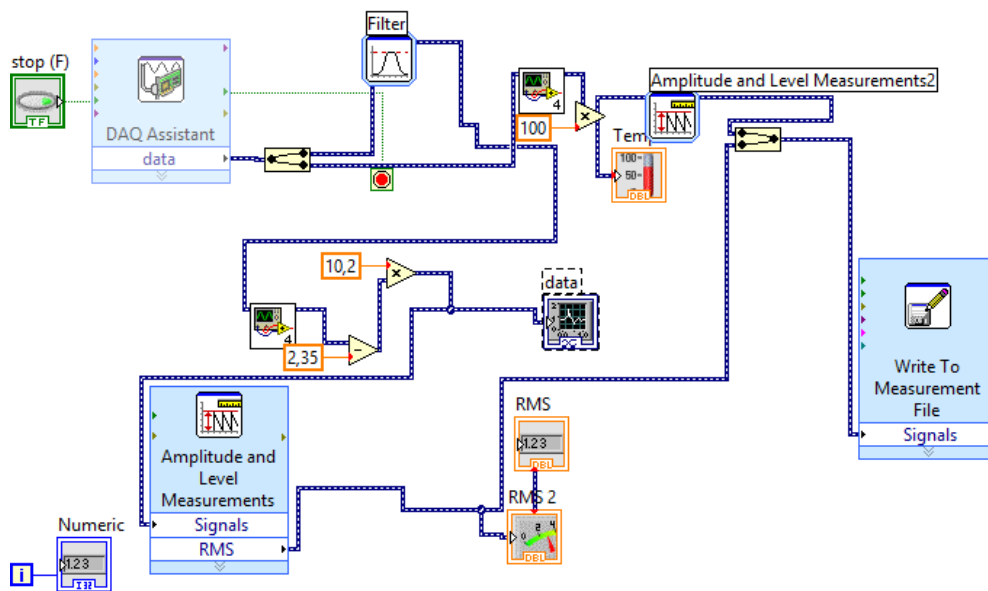 Filter
stop (F)
TF
DAQ Assistant
data
4
100
Amplitude and Level Measurements2
Tem
100
50
DBL
10,2
data
4
2,35
Write To
Measurement
File
Signals
Amplitude and
Level
Measurements
Signals
RMS
RMS
1.23
DBL
RMS 2
0 2 4
DBL
Numeric
1.23
I32
i